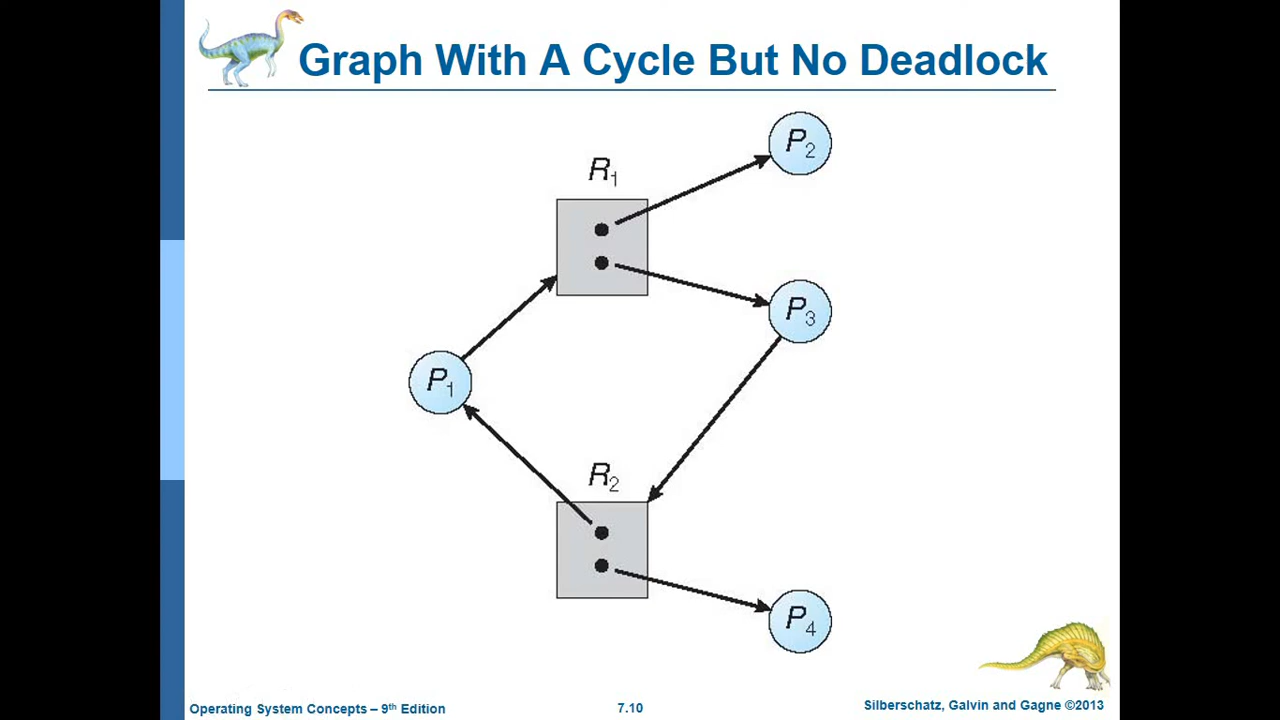 Graph With A Cycle But No Deadlock
P2
R1
P3
P1
R2
P4
Operating System Concepts – 9th Edition
7.10
Silberschatz, Galvin and Gagne ©2013